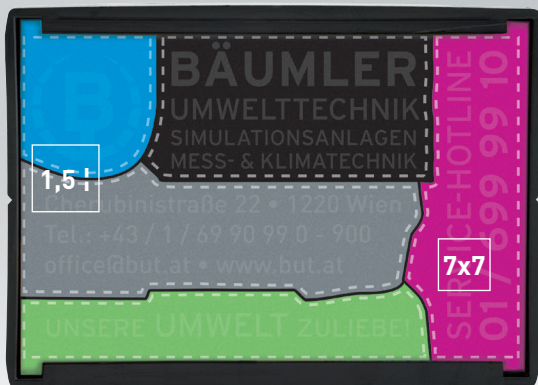 B
BÄUMLER
UMWELTTECHNIK
SIMULATIONSANLAGEN
MESS- & KLIMATECHNIK
1,5 |
Cherubinistraße 22 • 1220 Wien
Tel.: +43 / 1 / 69 90 99 0 - 900
office@but.at • www.but.at
UNSERE UMWELT ZULIEBE!
SERVICE-HOTLINE
01 / 699 99 10
7x7